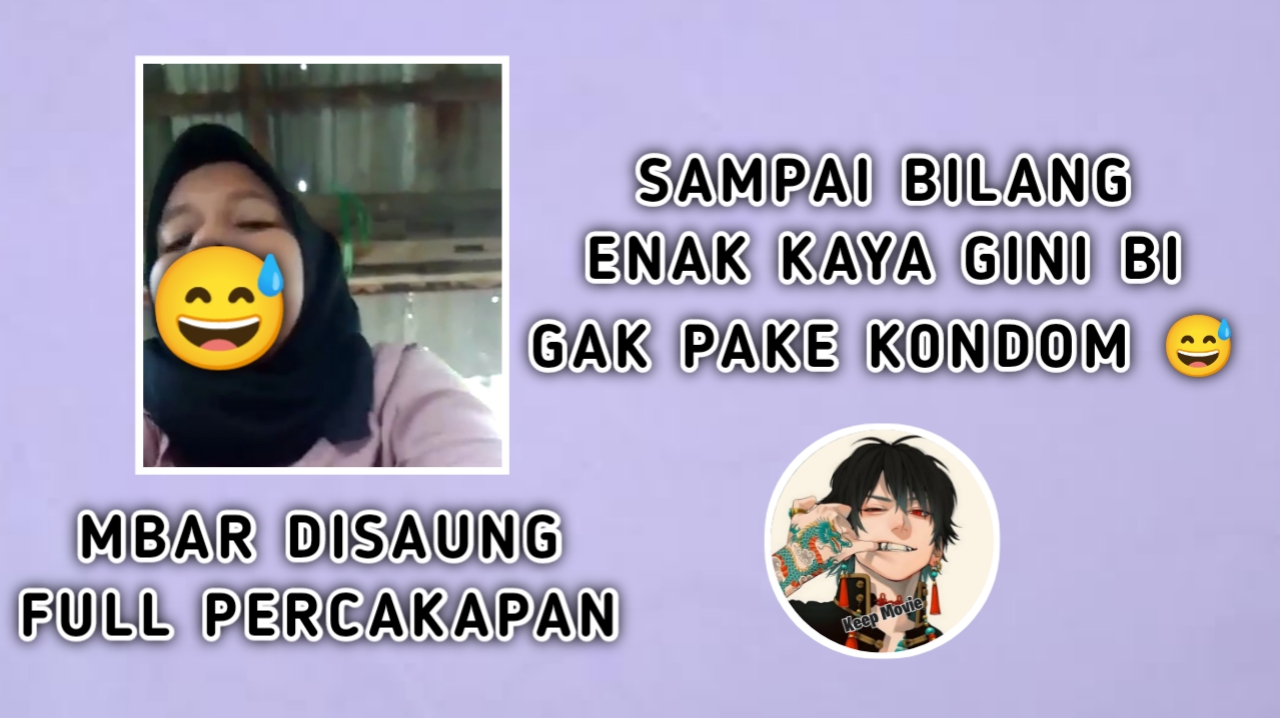 SAMPAI BILANG
ENAK KAYA GINI BI
GAK PAKE KONDOM 😅
MBAR DISAUNG
FULL PERCAKAPAN
Keep Movie